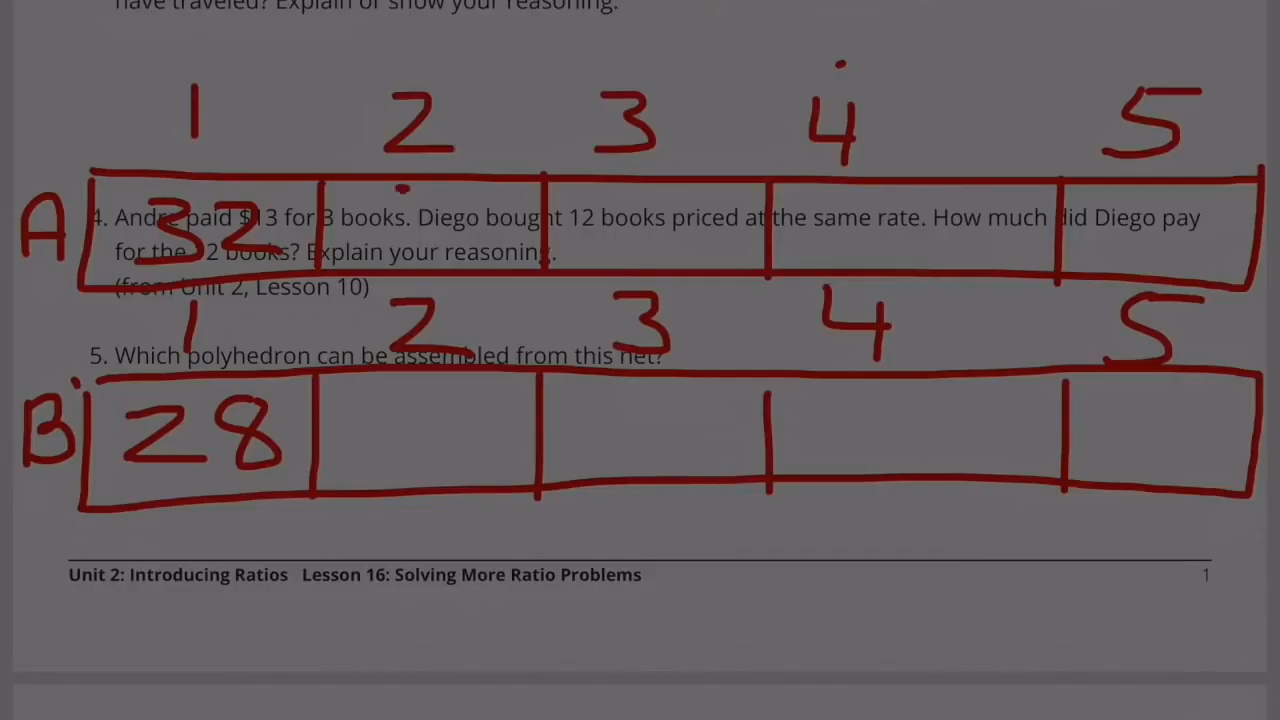 have traveled? Explain or show your reasoning.
1 2 3 4 5
A 32
4. Andre paid $13 for 3 books. Diego bought 12 books priced at the same rate. How much did Diego pay
for the 12 books? Explain your reasoning.
(from Unit 2, Lesson 10)
1 2 3 4 5
5. Which polyhedron can be assembled from this net?
B 28
Unit 2: Introducing Ratios Lesson 16: Solving More Ratio Problems 1